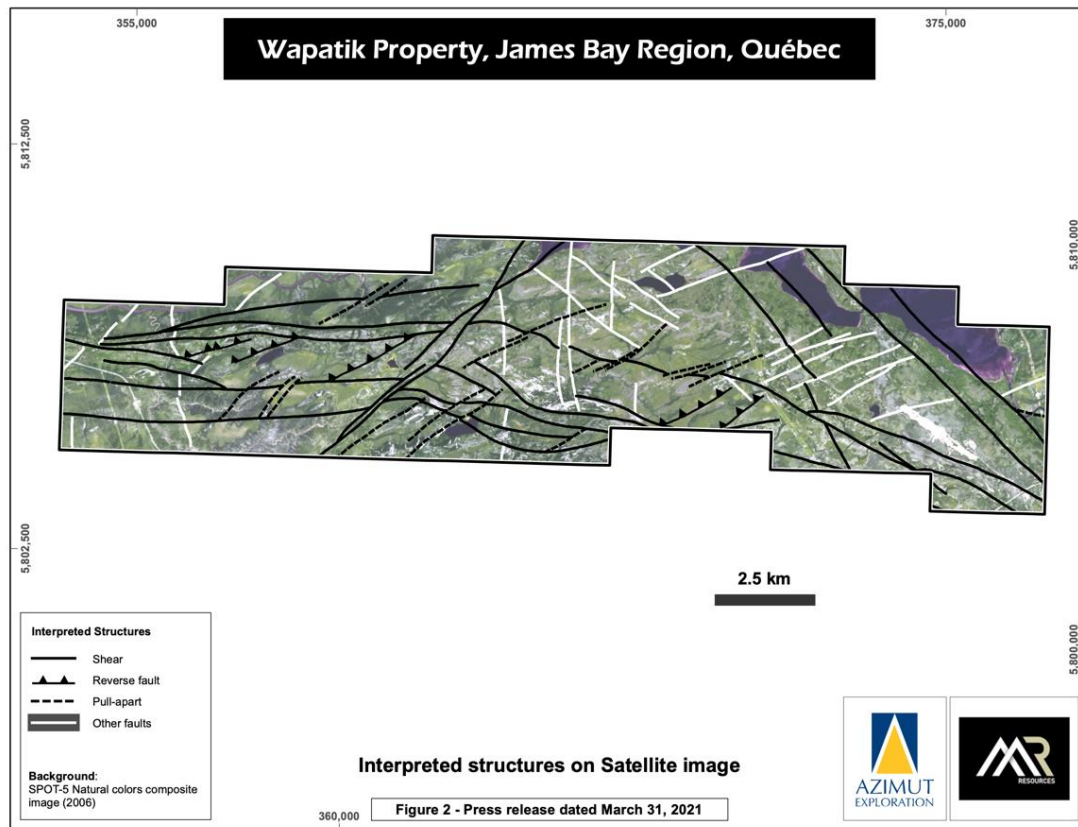 355,000
375,000
Wapatik Property, James Bay Region, Québec
5,812,500
5,810,000
5,802,500
2.5 km
5,800,000
Interpreted Structures
Shear
Reverse fault
Pull-apart
Other faults
Background:
SPOT-5 Natural colors composite
image (2006)
Interpreted structures on Satellite image
Figure 2 - Press release dated March 31, 2021
360,000
AZIMUT
EXPLORATION
MR
RESOURCES